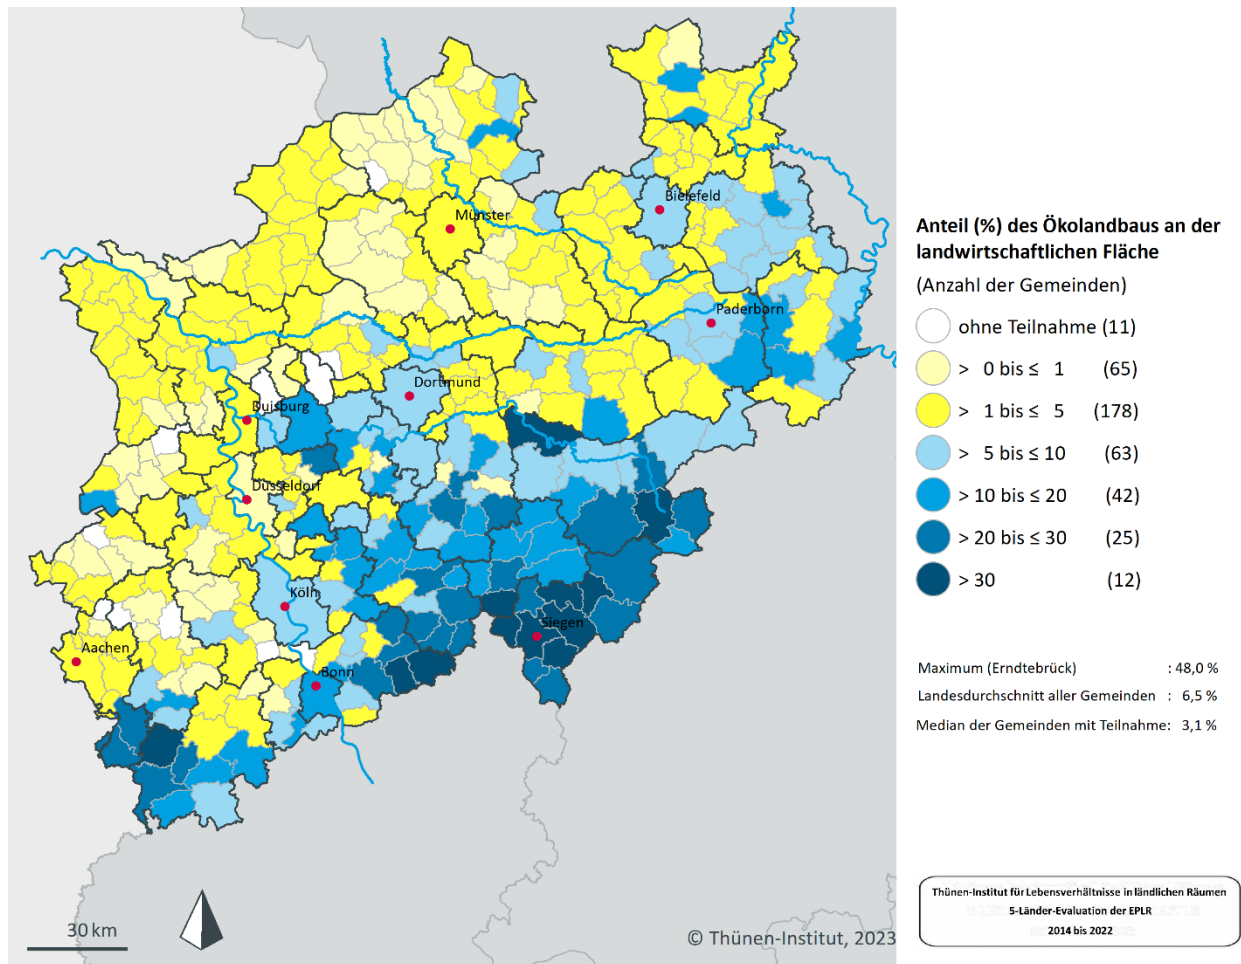 Bielefeld
Münster
Paderborn
Dortmund
Duisburg
Düsseldorf
Köln
Siegen
Aachen
Bonn
30 km
© Thünen-Institut, 2023
Anteil (%) des Ökolandbaus an der
landwirtschaftlichen Fläche
(Anzahl der Gemeinden)
ohne Teilnahme (11)
> 0 bis ≤ 1 (65)
> 1 bis ≤ 5 (178)
> 5 bis ≤ 10 (63)
> 10 bis ≤ 20 (42)
> 20 bis ≤ 30 (25)
> 30 (12)
Maximum (Erndtebrück) : 48,0 %
Landesdurchschnitt aller Gemeinden : 6,5 %
Median der Gemeinden mit Teilnahme: 3,1 %
Thünen-Institut für Lebensverhältnisse in ländlichen Räumen
5-Länder-Evaluation der EPLR
2014 bis 2022